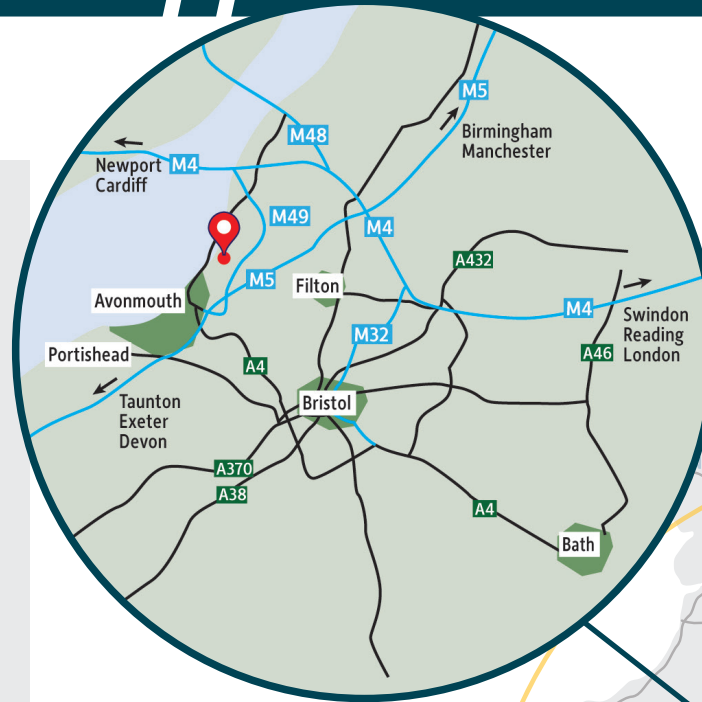 M5
Birmingham
Manchester
M48
M4
Newport
Cardiff
M49
M4
A432
M5
Filton
Avonmouth
M4
Swindon
Reading
London
M32
Portishead
A46
A4
Taunton
Exeter
Devon
Bristol
A370
A38
A4
Bath